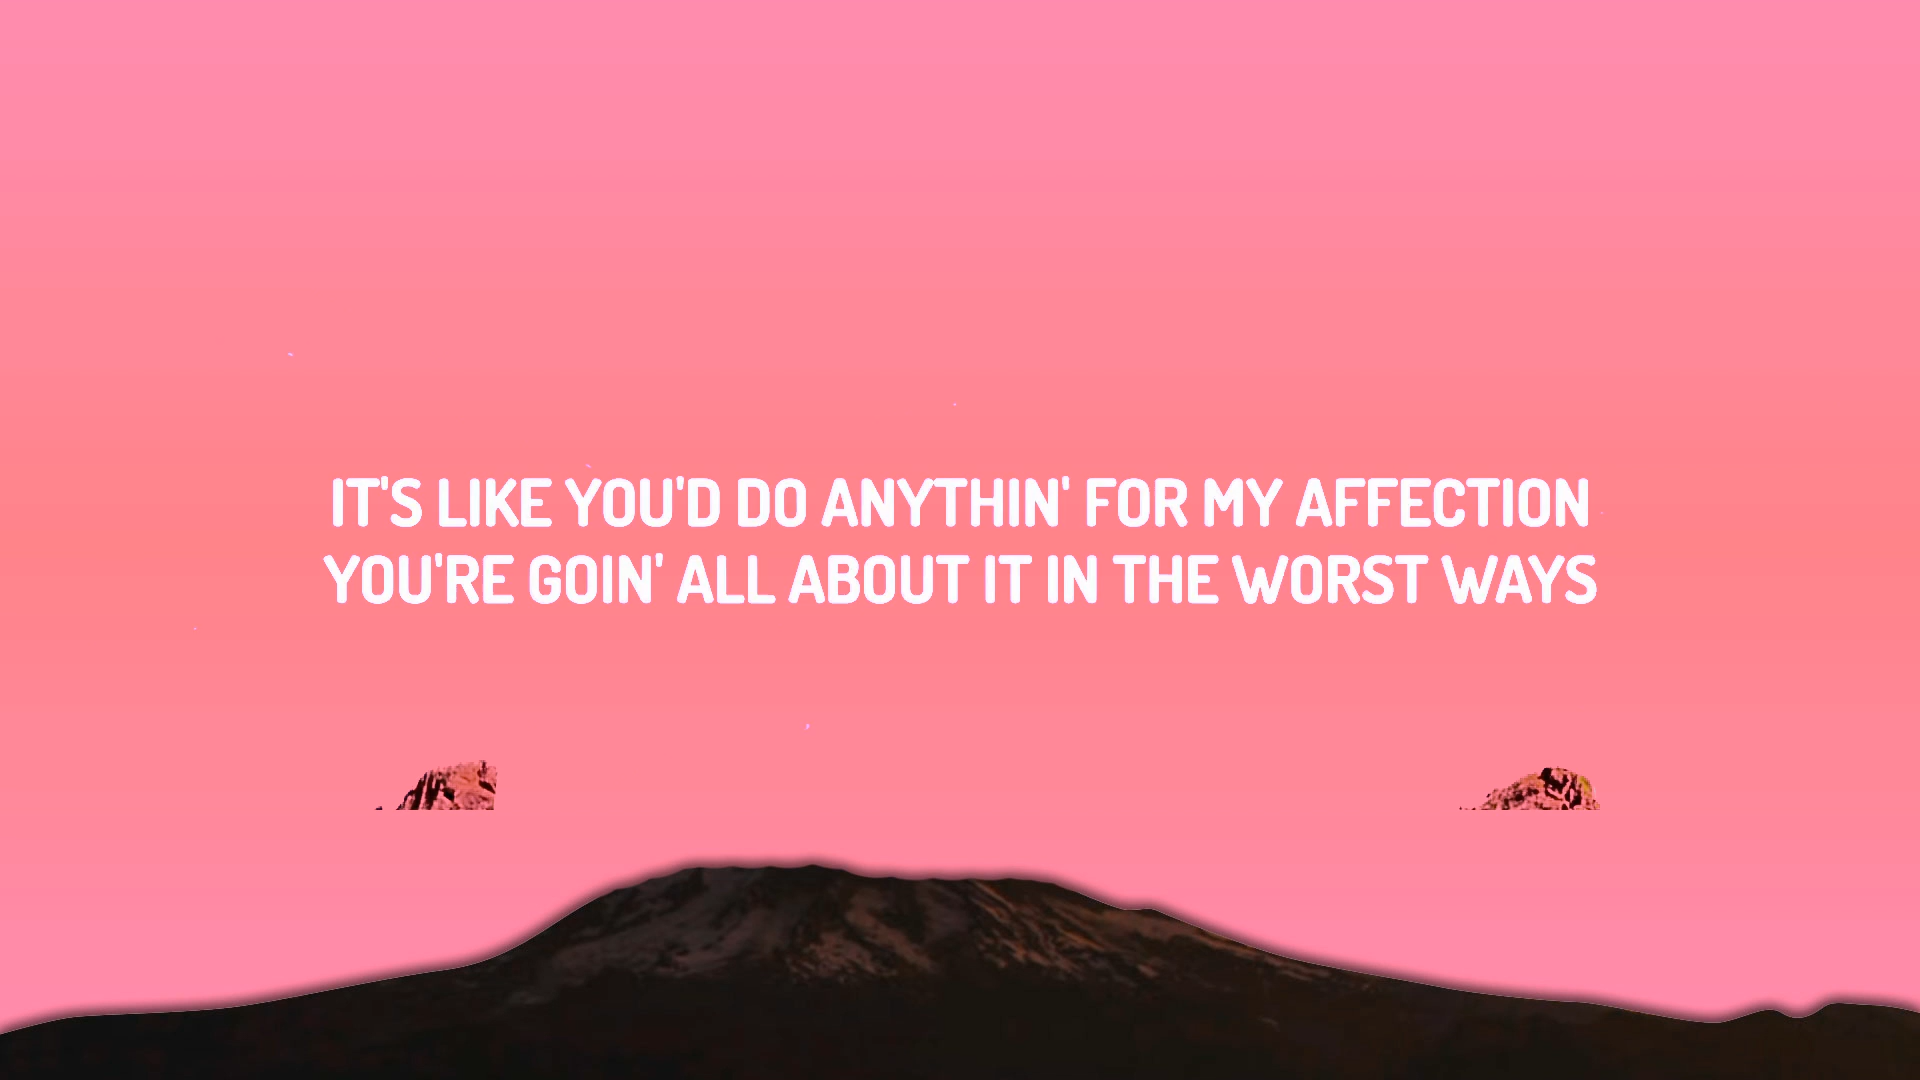 IT'S LIKE YOU'D DO ANYTHIN' FOR MY AFFECTION
YOU'RE GOIN' ALL ABOUT IT IN THE WORST WAYS